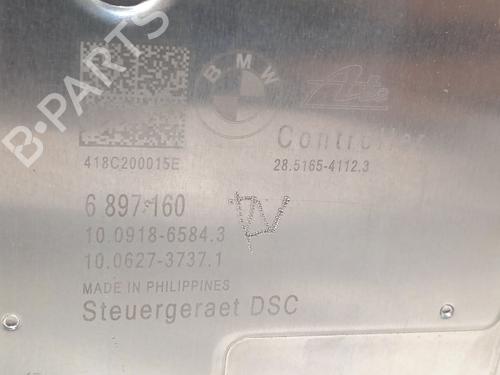 B-PARTS
BMW
Ate
Controller
418C200015E
28.5165-4112.3
6 897 160
10.0918-6584.3
10.0627-3737.1
MADE IN PHILIPPINES
Steuergeraet DSC